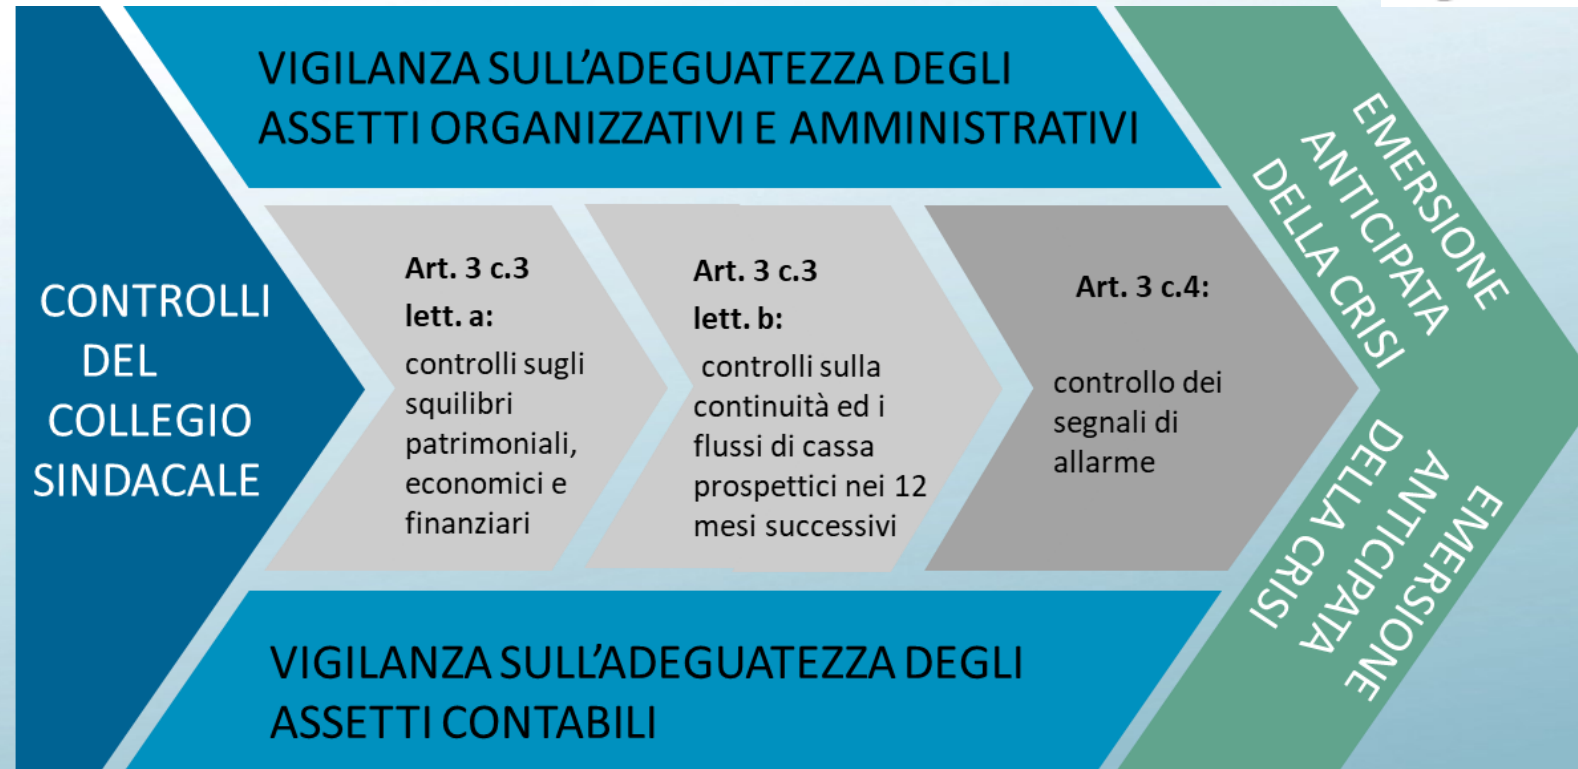 VIGILANZA SULL'ADEGUATEZZA DEGLI
ASSETTI ORGANIZZATIVI E AMMINISTRATIVI
CONTROLLI
DEL
COLLEGIO
SINDACALE
Art. 3 c.3
lett. a:
controlli sugli
squilibri
patrimoniali,
economici e
finanziari
Art. 3 c.3
lett. b:
controlli sulla
continuità ed i
flussi di cassa
prospettici nei 12
mesi successivi
Art. 3 c.4:
controllo dei
segnali di
allarme
EMERSIONE
ANTICIPATA
DELLA CRISI
EMERSIONE
ANTICIPATA
DELLA CRISI
VIGILANZA SULL'ADEGUATEZZA DEGLI
ASSETTI CONTABILI